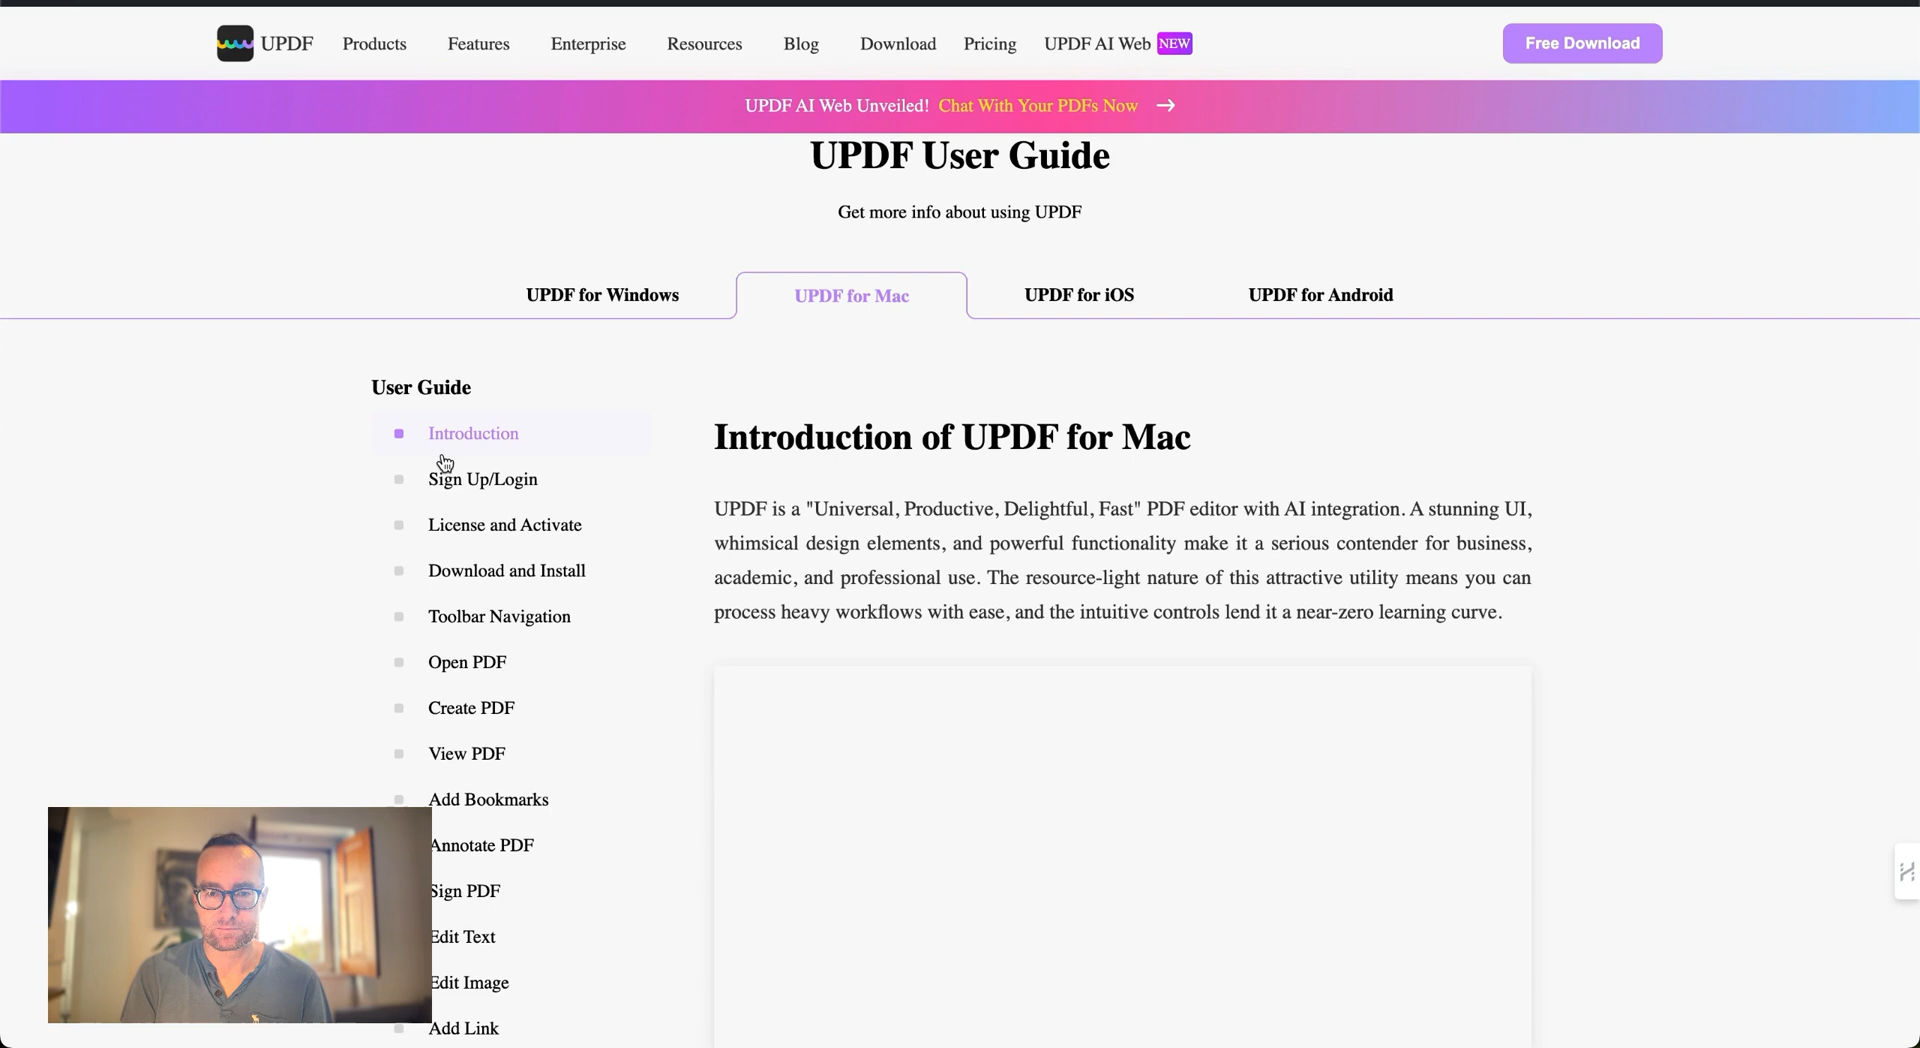 UPDF
Products
Features
Enterprise
Resources
Blog
Download
Pricing
UPDF AI Web NEW
Free Download
UPDF AI Web Unveiled! Chat With Your PDFs Now →
UPDF User Guide
Get more info about using UPDF
UPDF for Windows
UPDF for Mac
UPDF for iOS
UPDF for Android
User Guide
Introduction
Sign Up/Login
License and Activate
Download and Install
Toolbar Navigation
Open PDF
Create PDF
View PDF
Add Bookmarks
Annotate PDF
Sign PDF
Edit Text
Edit Image
Add Link
Introduction of UPDF for Mac
UPDF is a "Universal, Productive, Delightful, Fast" PDF editor with AI integration. A stunning UI,
whimsical design elements, and powerful functionality make it a serious contender for business,
academic, and professional use. The resource-light nature of this attractive utility means you can
process heavy workflows with ease, and the intuitive controls lend it a near-zero learning curve.